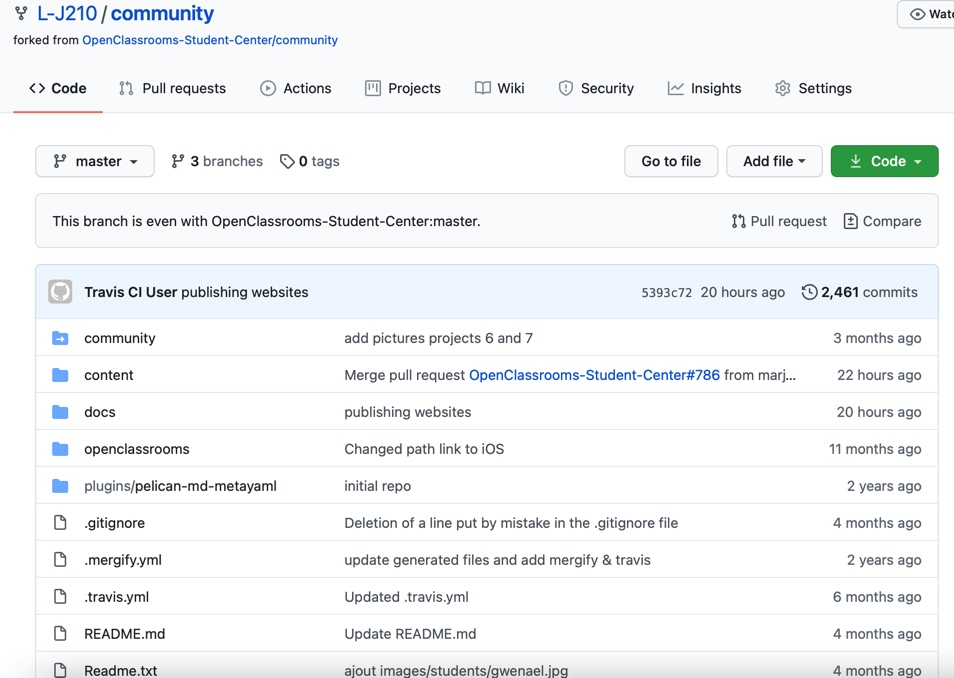 L-J210 / community
Wat
forked from OpenClassrooms-Student-Center/community
Code Pull requests Actions Projects Wiki Security Insights Settings
master 3 branches 0 tags Go to file Add file Code
This branch is even with OpenClassrooms-Student-Center:master. Pull request Compare
Travis CI User publishing websites 5393c72 20 hours ago 2,461 commits
community add pictures projects 6 and 7 3 months ago
content Merge pull request OpenClassrooms-Student-Center#786 from marj... 22 hours ago
docs publishing websites 20 hours ago
openclassrooms Changed path link to iOS 11 months ago
plugins/pelican-md-metayaml initial repo 2 years ago
.gitignore Deletion of a line put by mistake in the .gitignore file 4 months ago
.mergify.yml update generated files and add mergify & travis 2 years ago
.travis.yml Updated .travis.yml 6 months ago
README.md Update README.md 4 months ago
Readme.txt ajout images/students/gwenael.jpg 4 months ago